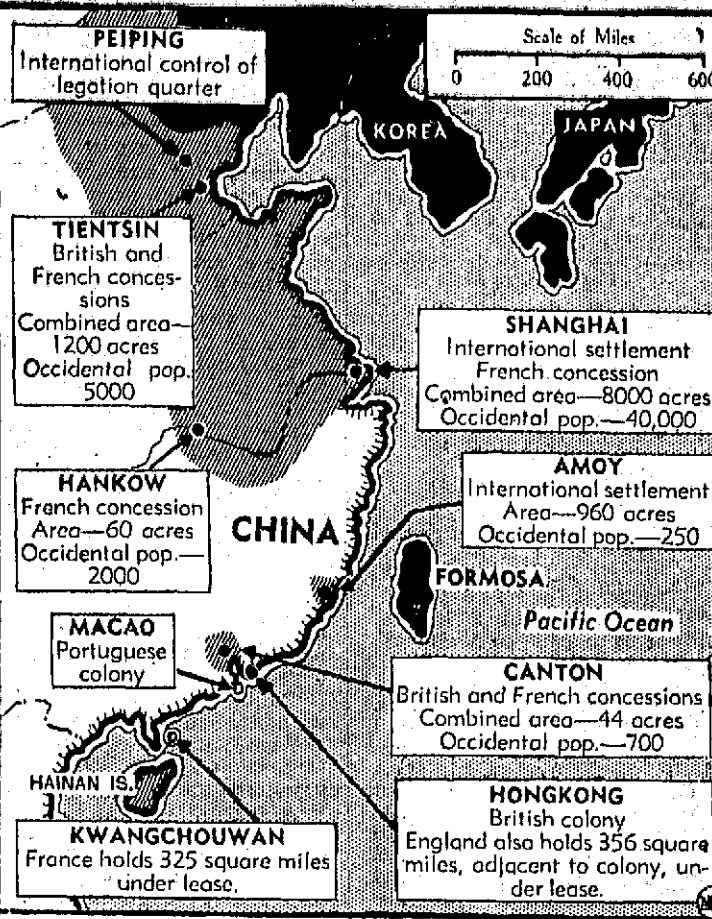 PEIPING
International control of
legation quarter
Scale of Miles
0 200 400 600
KOREA
JAPAN
TIENTSIN
British and
French conces-
sions
Combined area—
1200 acres
Occidental pop.
5000
SHANGHAI
International settlement
French concession
Combined area—8000 acres
Occidental pop.—40,000
HANKOW
French concession
Area—60 acres
Occidental pop.—
2000
CHINA
AMOY
International settlement
Area—960 acres
Occidental pop.—250
FORMOSA
Pacific Ocean
MACAO
Portuguese
colony
CANTON
British and French concessions
Combined area—44 acres
Occidental pop.—700
HAINAN IS.
KWANGCHOUWAN
France holds 325 square miles
under lease.
HONGKONG
British colony
England also holds 356 square
miles, adjacent to colony, un-
der lease.